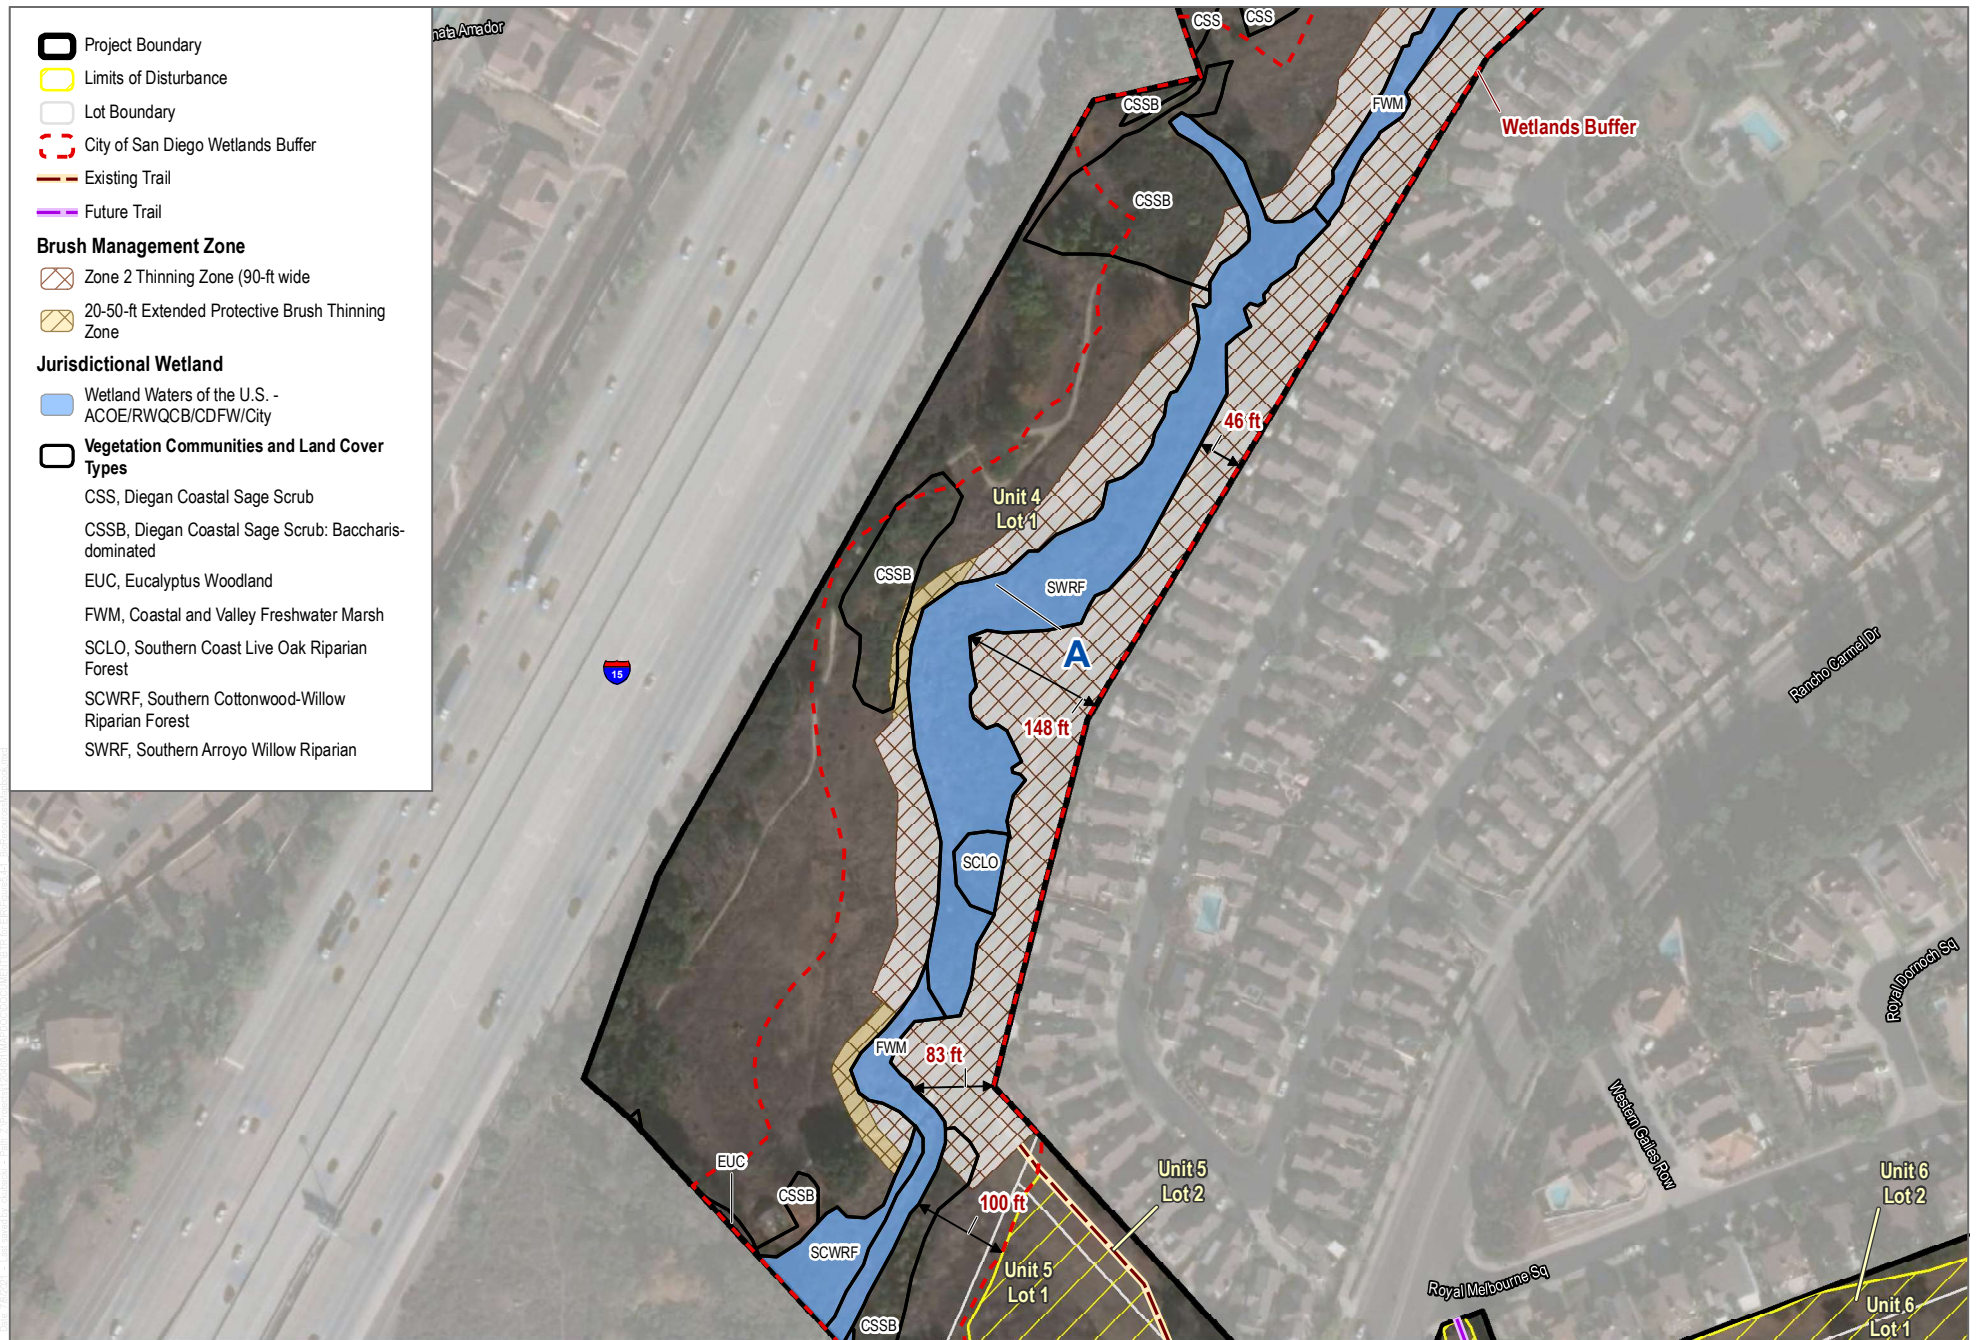 Project Boundary
Limits of Disturbance
Lot Boundary
City of San Diego Wetlands Buffer
Existing Trail
Future Trail
Brush Management Zone
Zone 2 Thinning Zone (90-ft wide
20-50-ft Extended Protective Brush Thinning
Zone
Jurisdictional Wetland
Wetland Waters of the U.S. -
ACOE/RWQCB/CDFW/City
Vegetation Communities and Land Cover
Types
CSS, Diegan Coastal Sage Scrub
CSSB, Diegan Coastal Sage Scrub: Baccharis-
dominated
EUC, Eucalyptus Woodland
FWM, Coastal and Valley Freshwater Marsh
SCLO, Southern Coast Live Oak Riparian
Forest
SCWRF, Southern Cottonwood-Willow
Riparian Forest
SWRF, Southern Arroyo Willow Riparian
Amador
CSS
CSS
CSSB
FWM
Wetlands Buffer
CSSB
46 ft
Unit 4
Lot 1
CSSB
SWRF
A
15
148 ft
Rancho Carmel Dr
SCLO
Royal Dornoch Sq
FWM
83 ft
Western Gailes Row
EUC
CSSB
100 ft
Unit 5
Lot 2
Unit 6
Lot 2
SCWRF
Unit 5
Lot 1
Royal Melbourne Sq
CSSB
Unit 6
Lot 1